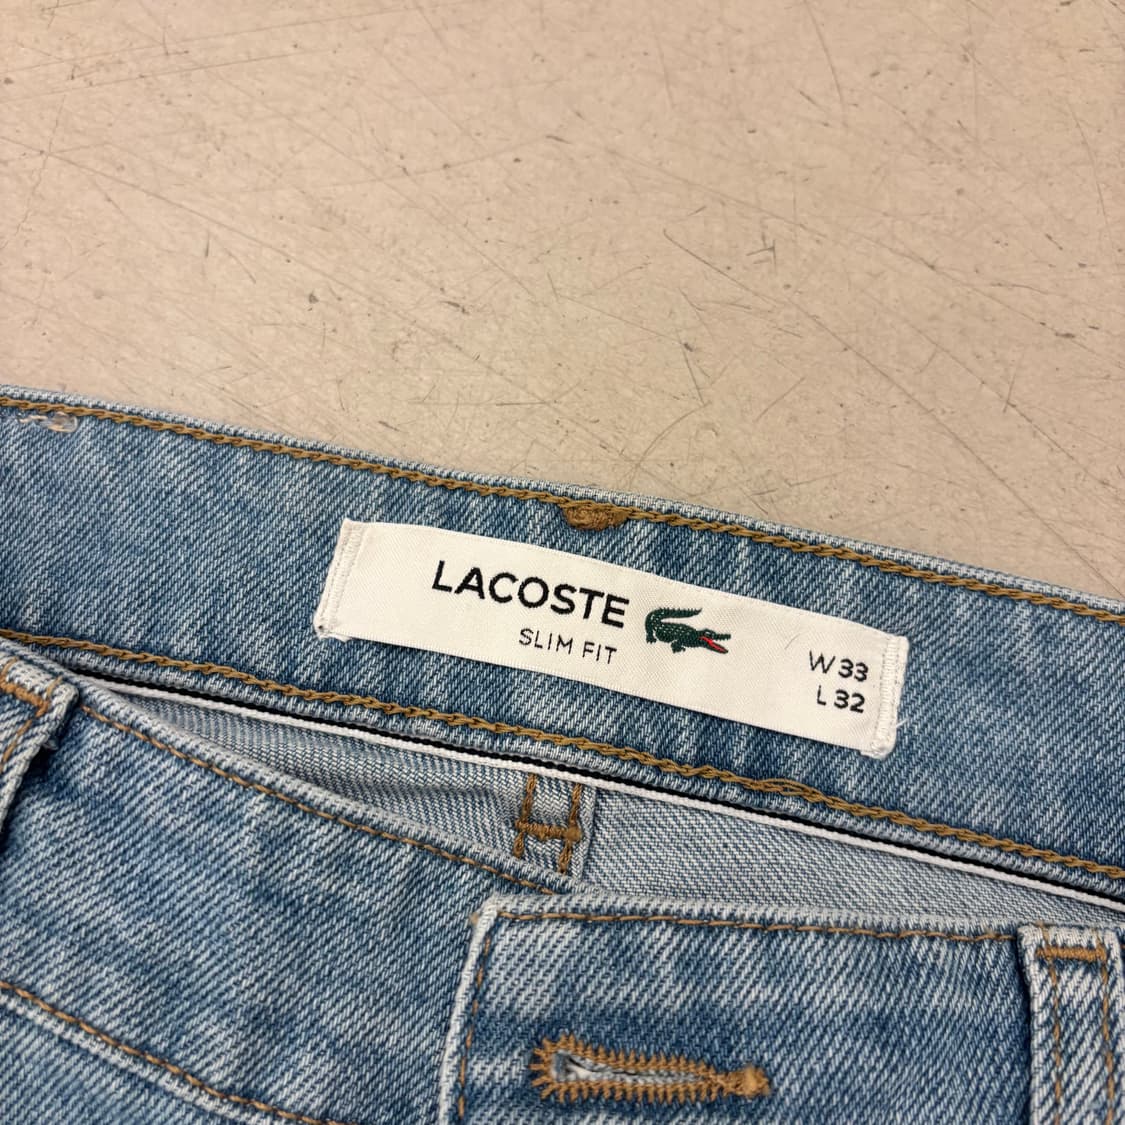 LACOSTE
SLIM FIT
W 33
L 32